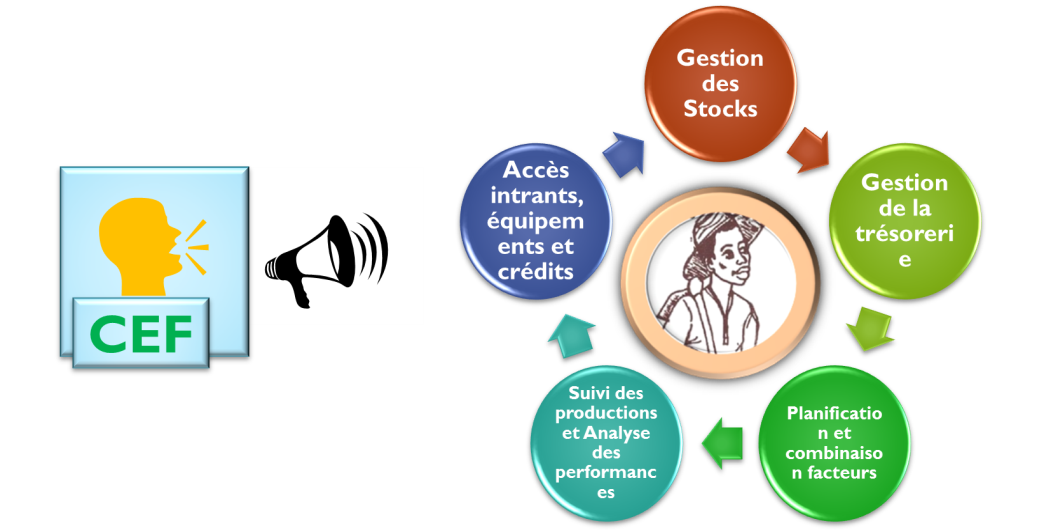 CEF
Gestion
des
Stocks
Gestion
de la
trésoreri
e
Planificatio
n et
combinaiso
n facteurs
Suivi des
productions
et Analyse
des
performanc
es
Accès
intrants,
équipem
ents et
crédits